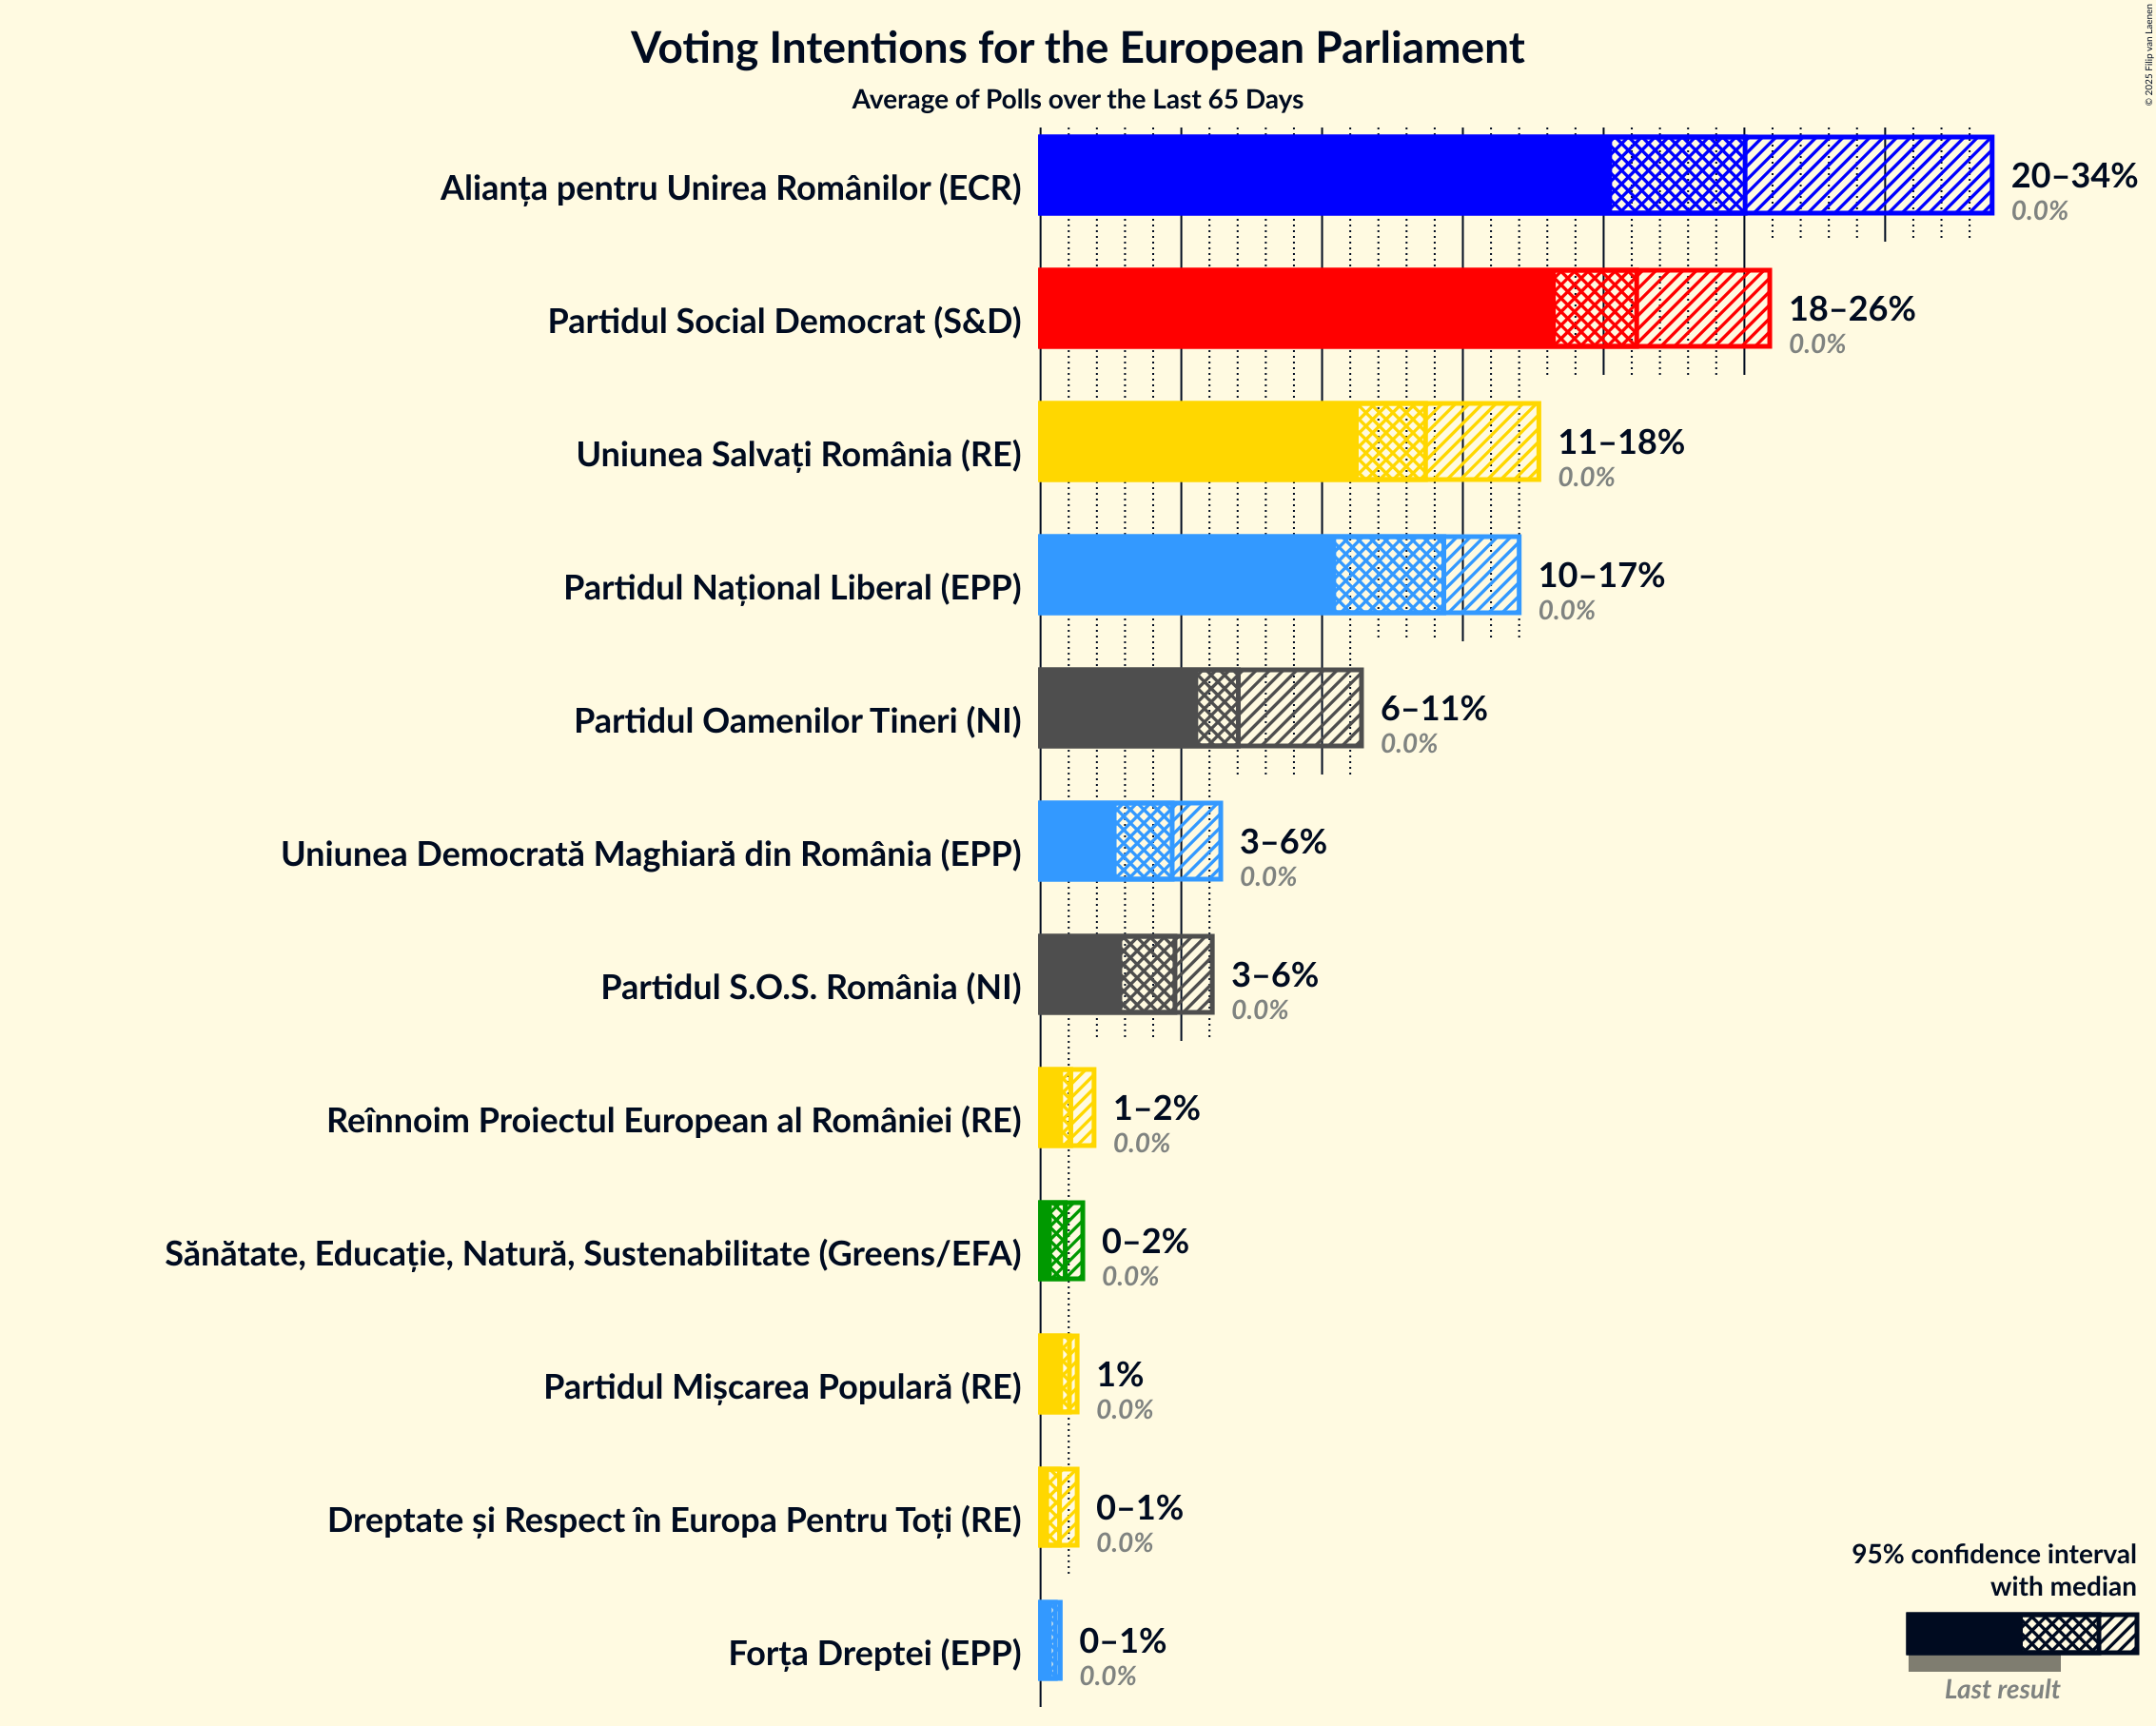 Voting Intentions for the European Parliament
Average of Polls over the Last 65 Days
© 2025 Filip van Laenen
Alianța pentru Unirea Românilor (ECR)
20–34%
0.0%
Partidul Social Democrat (S&D)
18–26%
0.0%
Uniunea Salvați România (RE)
11–18%
0.0%
Partidul Național Liberal (EPP)
10–17%
0.0%
Partidul Oamenilor Tineri (NI)
6–11%
0.0%
Uniunea Democrată Maghiară din România (EPP)
3–6%
0.0%
Partidul S.O.S. România (NI)
3–6%
0.0%
Reînnoim Proiectul European al României (RE)
1–2%
0.0%
Sănătate, Educație, Natură, Sustenabilitate (Greens/EFA)
0–2%
0.0%
Partidul Mișcarea Populară (RE)
1%
0.0%
Dreptate și Respect în Europa Pentru Toți (RE)
0–1%
0.0%
Forța Dreptei (EPP)
0–1%
0.0%
95% confidence interval
with median
Last result